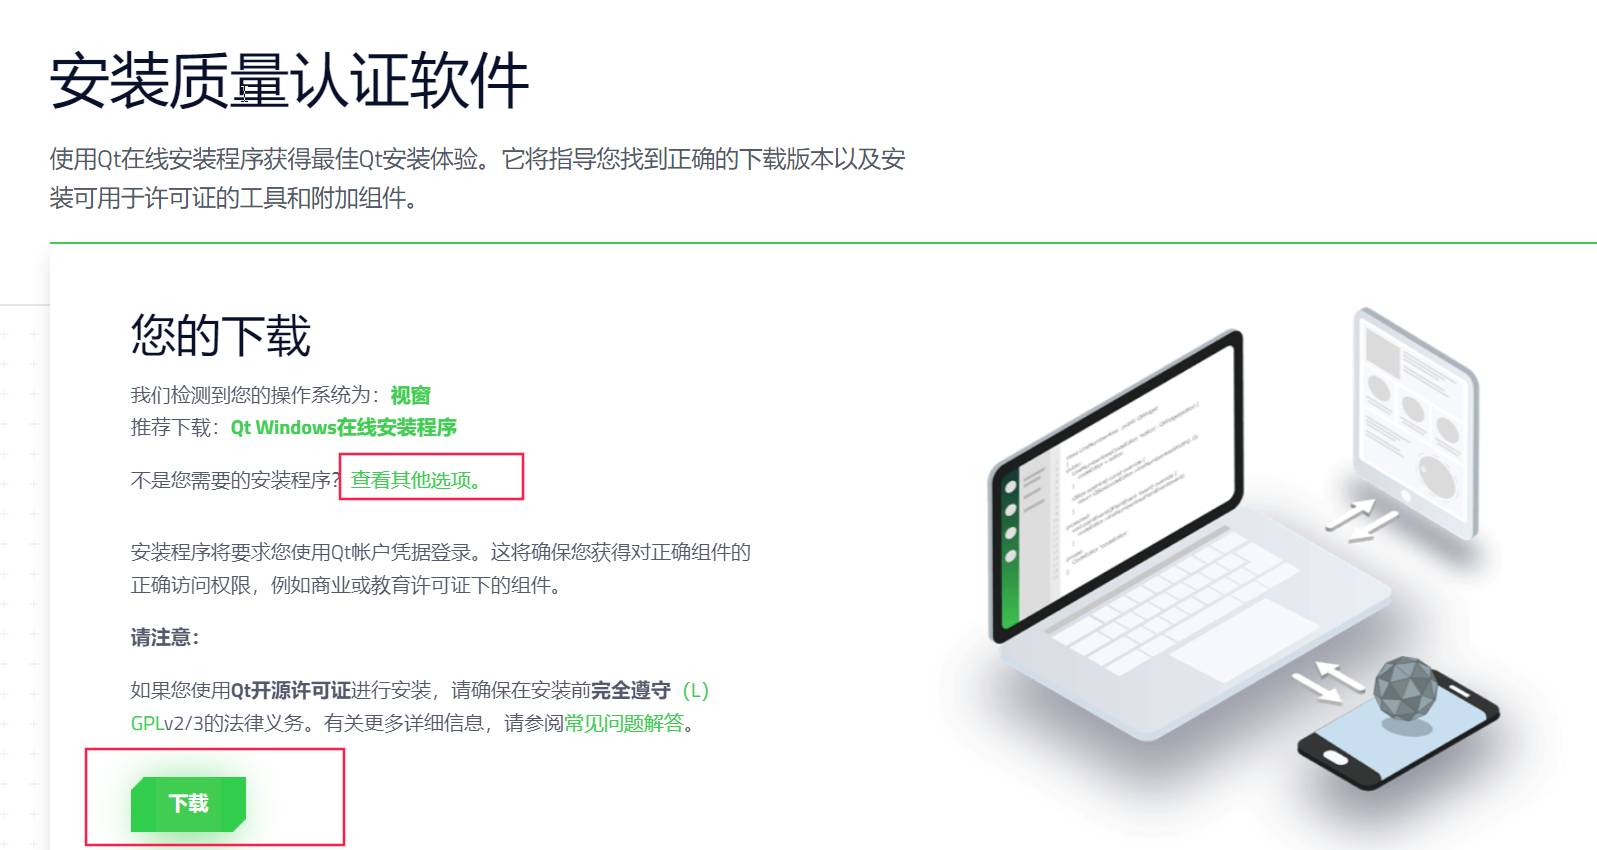 安装质量认证软件
使用Qt在线安装程序获得最佳Qt安装体验。它将指导您找到正确的下载版本以及安
装可用于许可证的工具和附加组件。
您的下载
我们检测到您的操作系统为：视窗
推荐下载：Qt Windows在线安装程序
不是您需要的安装程序？查看其他选项。
安装程序将要求您使用Qt帐户凭据登录。这将确保您获得对正确组件的
正确访问权限，例如商业或教育许可证下的组件。
请注意：
如果您使用Qt开源许可证进行安装，请确保在安装前完全遵守（L）
GPLv2/3的法律义务。有关更多详细信息，请参阅常见问题解答。
下载